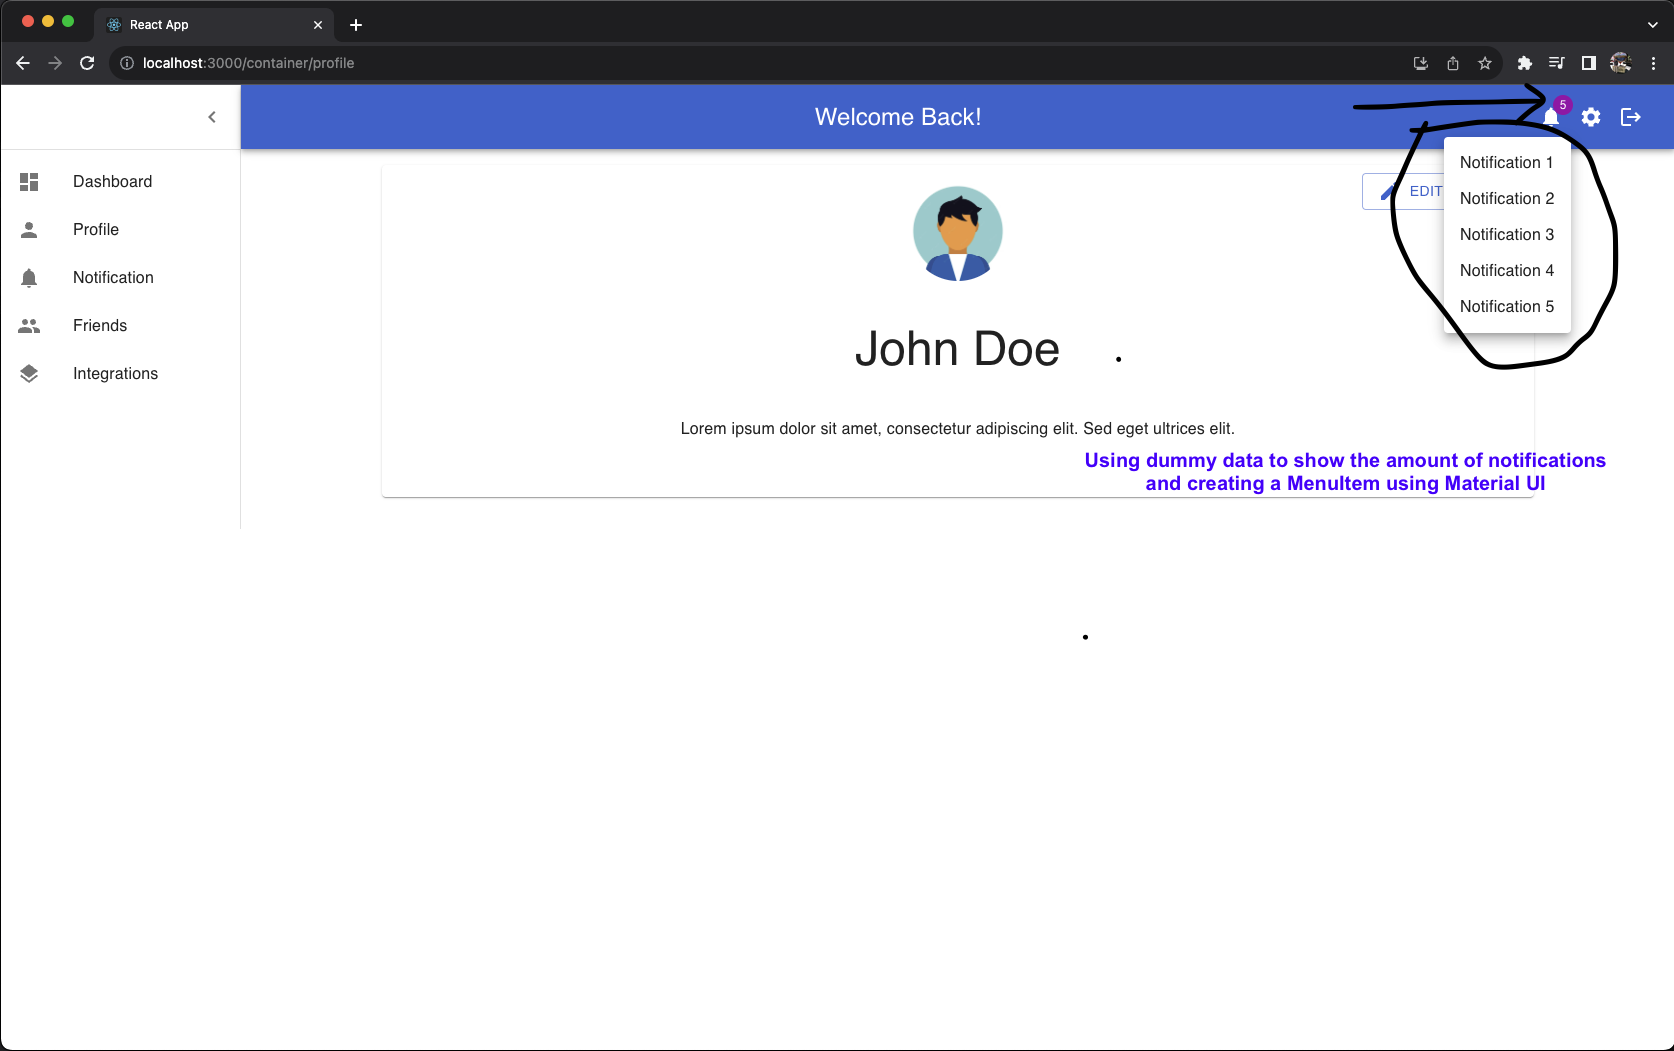 React App
localhost:3000/container/profile
Welcome Back!
5
Dashboard
Profile
Notification
Friends
Integrations
EDIT
Notification 1
Notification 2
Notification 3
Notification 4
Notification 5
John Doe
Lorem ipsum dolor sit amet, consectetur adipiscing elit. Sed eget ultrices elit.
Using dummy data to show the amount of notifications
and creating a MenuItem using Material UI